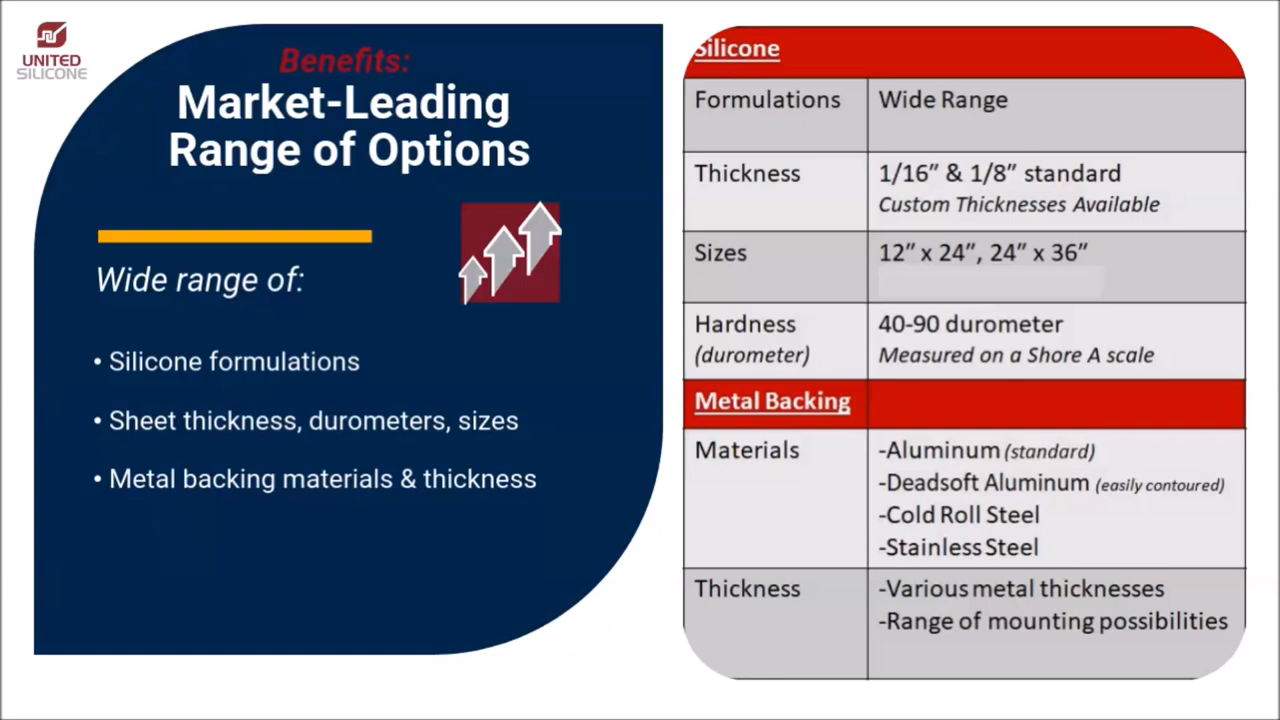 UNITED
SILICONE
Benefits:
Market-Leading
Range of Options
Wide range of:
• Silicone formulations
• Sheet thickness, durometers, sizes
• Metal backing materials & thickness
Silicone
Formulations Wide Range
Thickness 1/16” & 1/8” standard
Custom Thicknesses Available
Sizes 12” x 24”, 24” x 36”
Hardness 40-90 durometer
(durometer) Measured on a Shore A scale
Metal Backing
Materials -Aluminum (standard)
-Deadsoft Aluminum (easily contoured)
-Cold Roll Steel
-Stainless Steel
Thickness -Various metal thicknesses
-Range of mounting possibilities